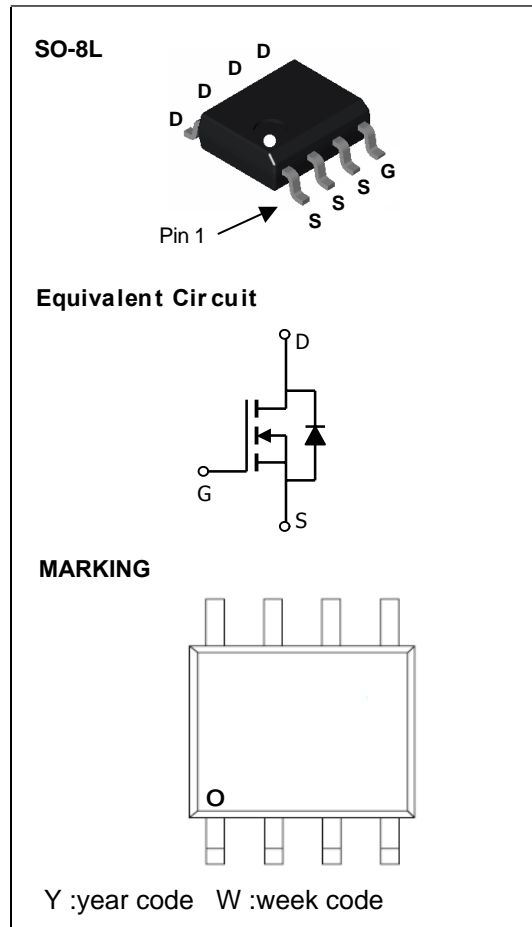 SO-8L
D
D
D
D
G
S
S
S
Pin 1
Equivalent Circuit
D
G
S
MARKING
O
Y :year code W :week code